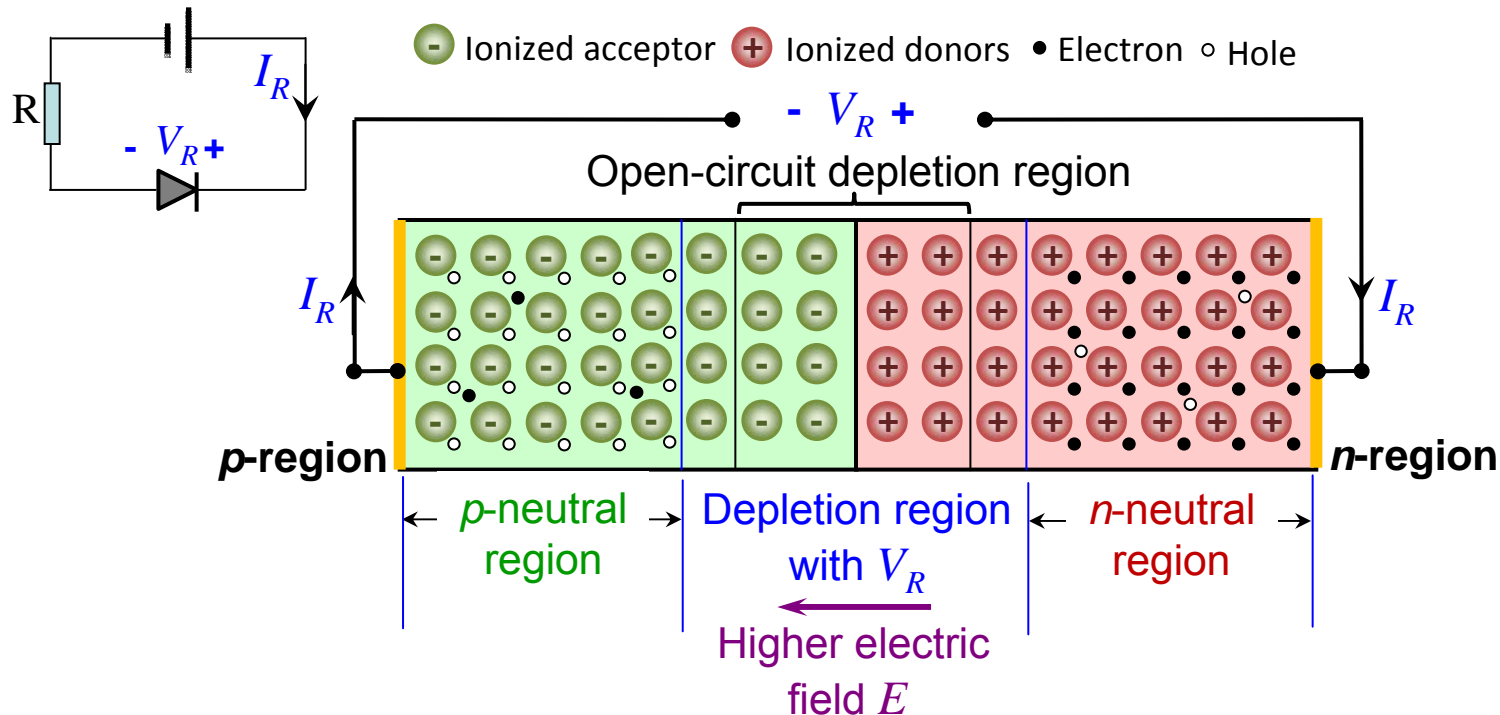 - Ionized acceptor + Ionized donors Electron Hole
I_R
R
- V_R +
- V_R +
Open-circuit depletion region
I_R
I_R
p-region
n-region
p-neutral
region
Depletion region
with V_R
n-neutral
region
Higher electric
field E